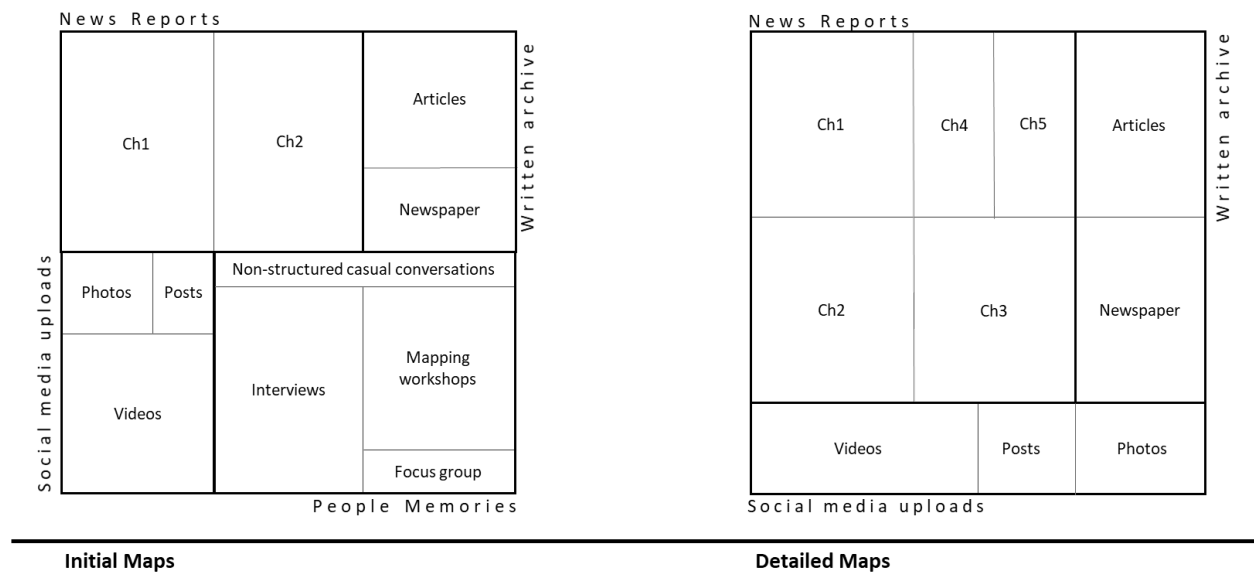 News Reports
Ch1
Ch2
Articles
Newspaper
Written archive
Social media uploads
Photos
Posts
Videos
Non-structured casual conversations
Interviews
Mapping
workshops
Focus group
People Memories
Initial Maps
News Reports
Ch1
Ch4
Ch5
Articles
Written archive
Ch2
Ch3
Newspaper
Videos
Posts
Photos
Social media uploads
Detailed Maps